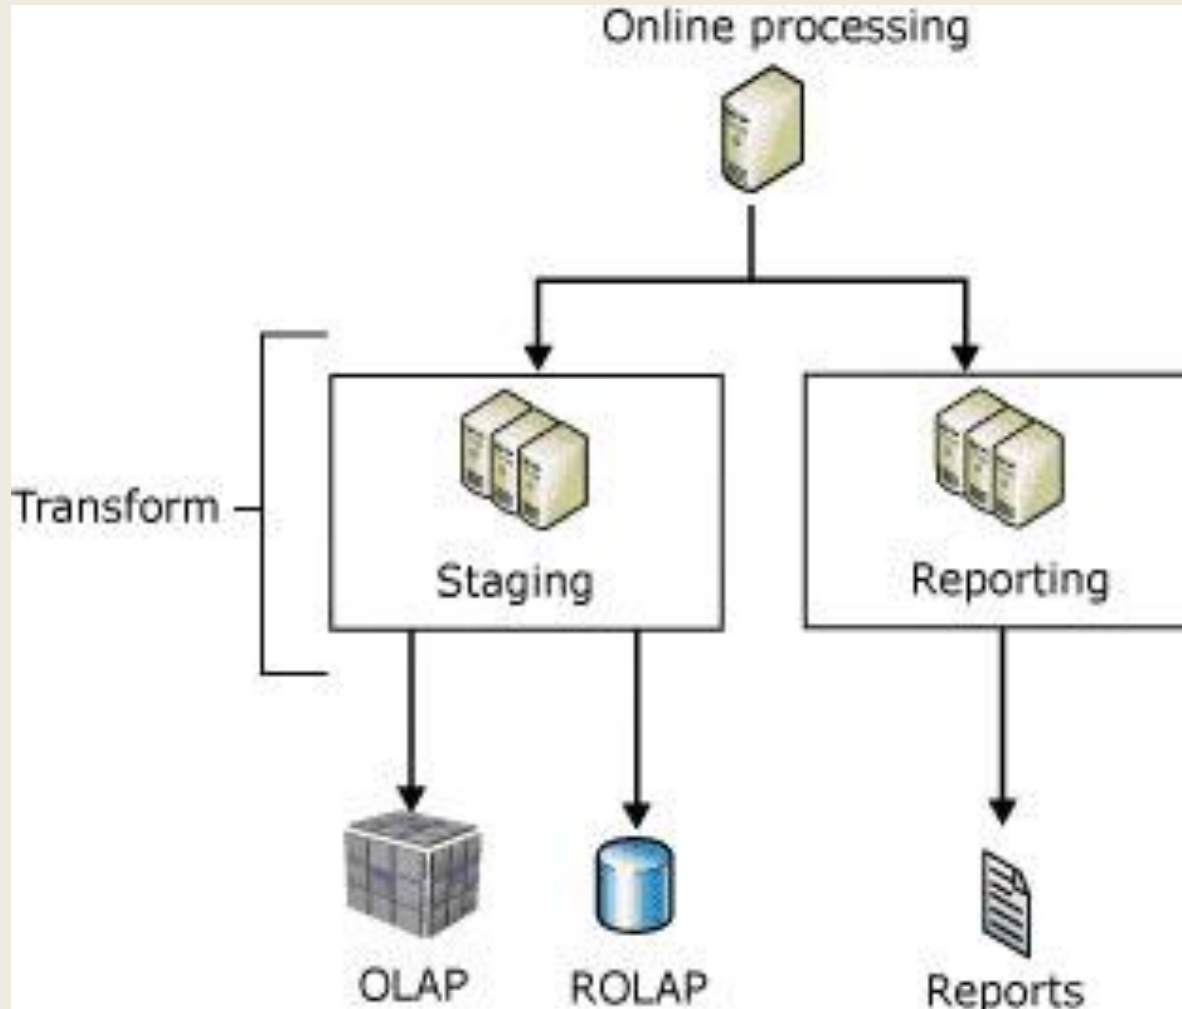 Online processing
Transform
Staging
Reporting
OLAP
ROLAP
Reports